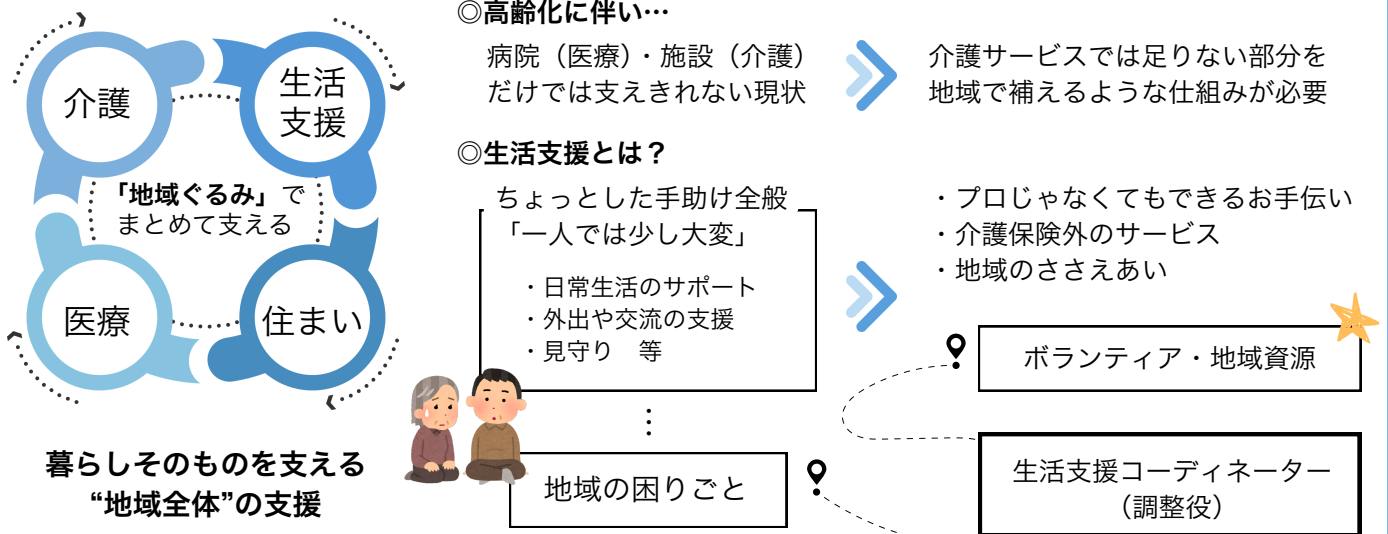 介護
生活
支援
「地域ぐるみ」で
まとめて支える
医療
住まい
暮らしそのものを支える
“地域全体”の支援
◎高齢化に伴い…
病院（医療）・施設（介護）
だけでは支えきれない現状
介護サービスでは足りない部分を
地域で補えるような仕組みが必要
◎生活支援とは？
ちょっとした手助け全般
「一人では少し大変」
・日常生活のサポート
・外出や交流の支援
・見守り　等
・プロじゃなくてもできるお手伝い
・介護保険外のサービス
・地域のささえあい
ボランティア・地域資源
地域の困りごと
生活支援コーディネーター
（調整役）